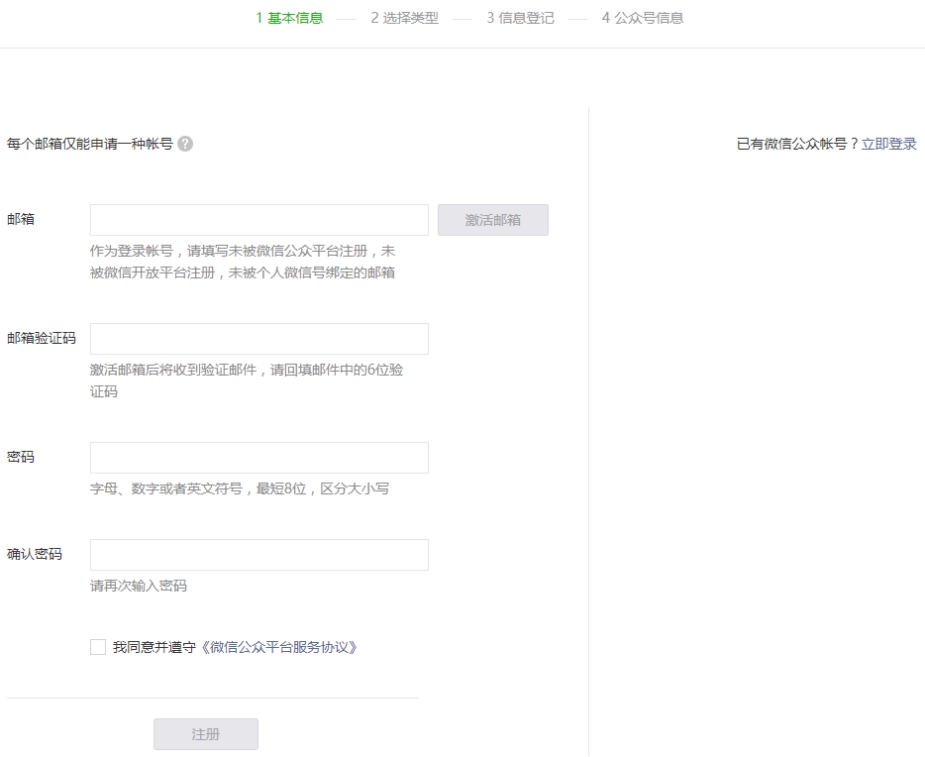 1 基本信息 2 选择类型 3 信息登记 4 公众号信息
每个邮箱仅能申请一种帐号 ?
已有微信公众帐号？立即登录
邮箱
激活邮箱
作为登录帐号，请填写未被微信公众平台注册，未
被微信开放平台注册，未被个人微信号绑定的邮箱
邮箱验证码
激活邮箱后将收到验证邮件，请回填邮件中的6位验
证码
密码
字母、数字或者英文符号，最短8位，区分大小写
确认密码
请再次输入密码
我同意并遵守《微信公众平台服务协议》
注册